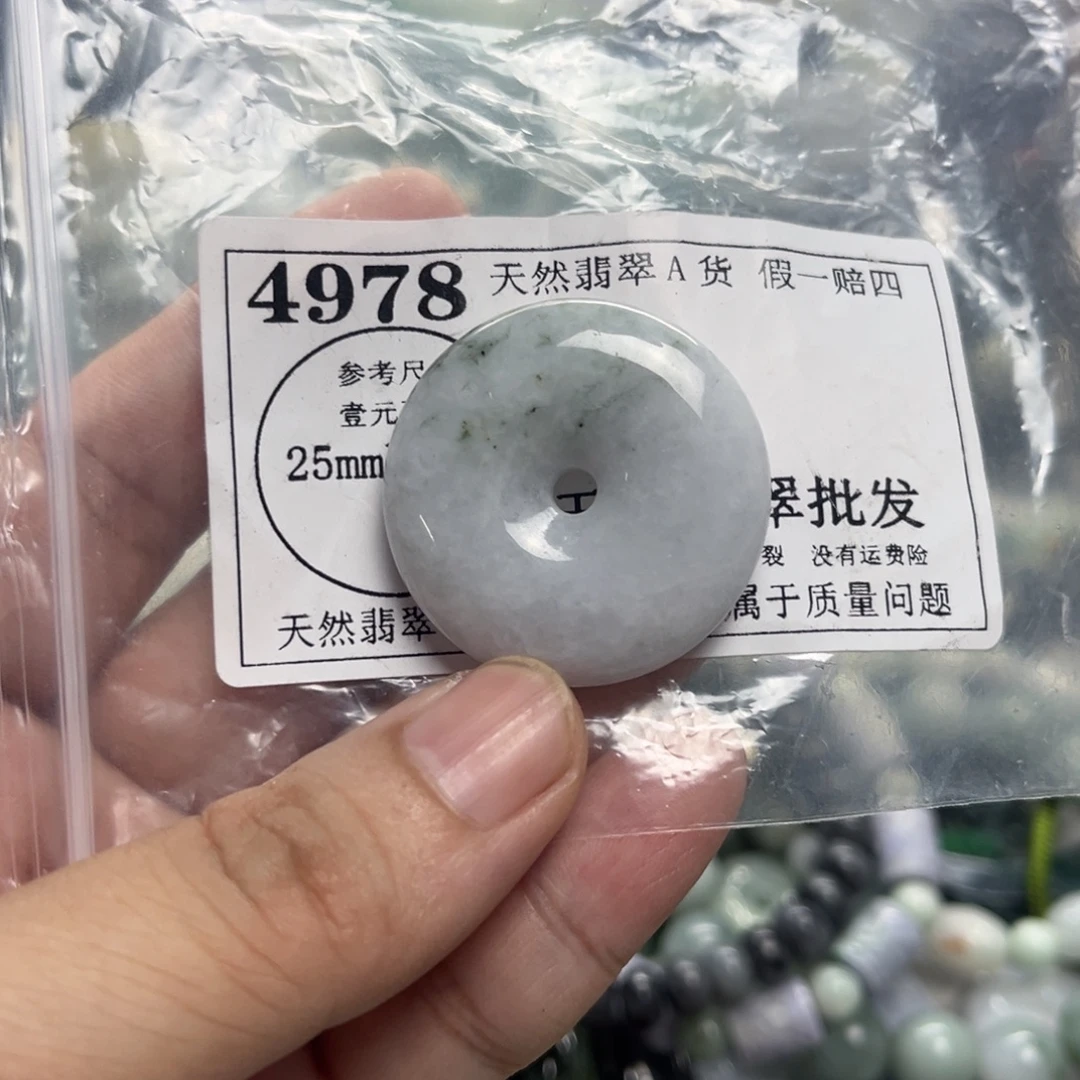 4978 天然翡翠A货 假一赔四
参考尺
壹元
25mm
翠批发
裂 没有运费险
天然翡翠
属于质量问题